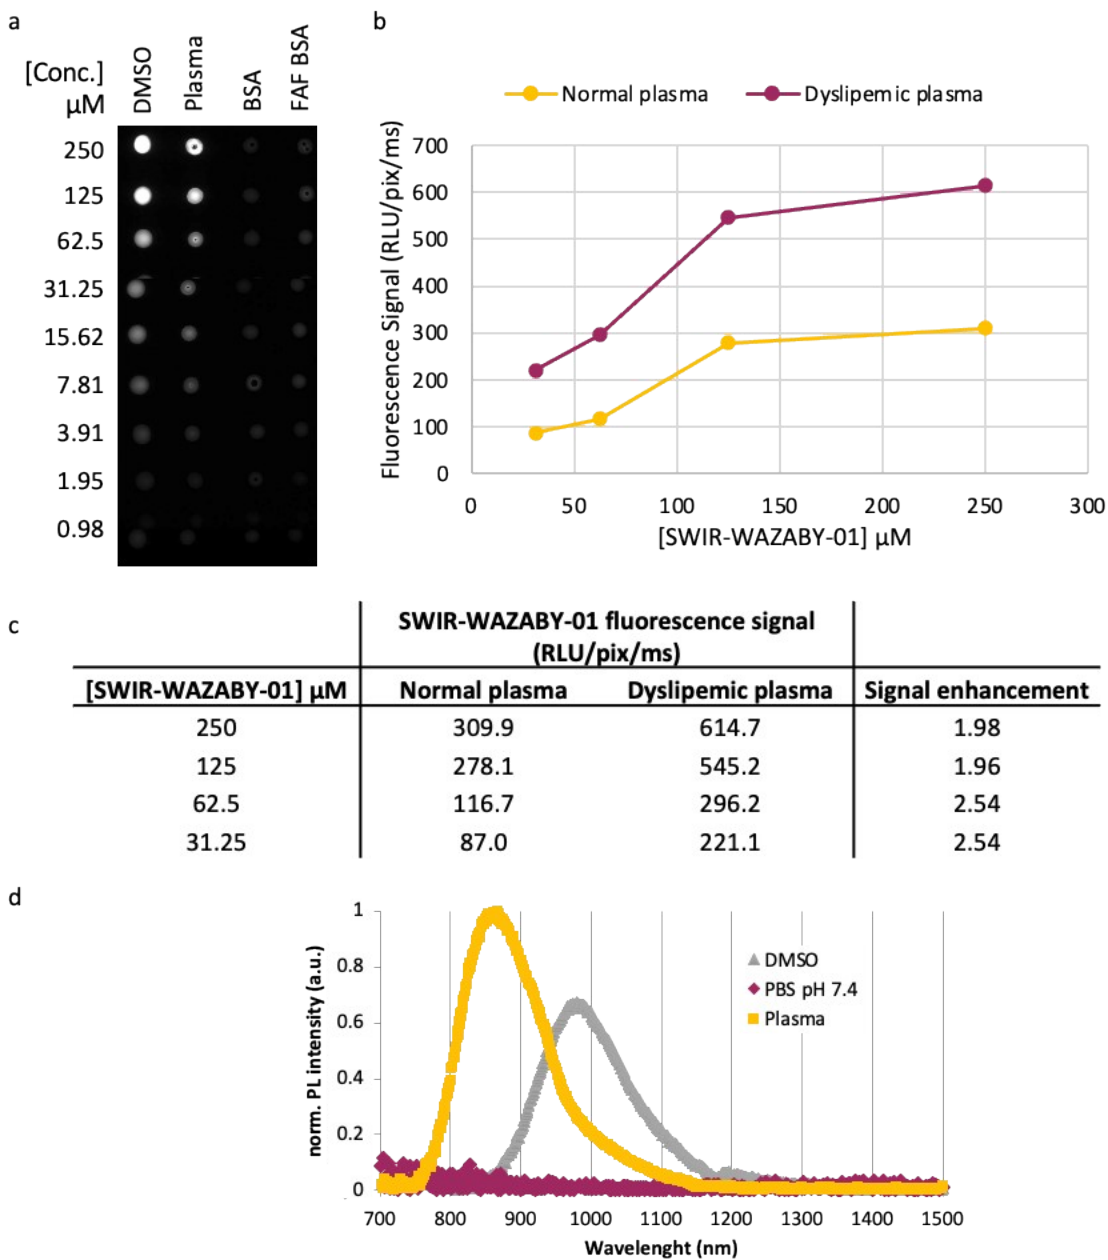 a
[Conc.]
µM
DMSO
Plasma
BSA
FAF BSA
250
125
62.5
31.25
15.62
7.81
3.91
1.95
0.98
b
Normal plasma
Dyslipemic plasma
Fluorescence Signal (RLU/pix/ms)
700
600
500
400
300
200
100
0
0 50 100 150 200 250 300
[SWIR-WAZABY-01] µM
c
SWIR-WAZABY-01 fluorescence signal
(RLU/pix/ms)
[SWIR-WAZABY-01] µM Normal plasma Dyslipemic plasma Signal enhancement
250 309.9 614.7 1.98
125 278.1 545.2 1.96
62.5 116.7 296.2 2.54
31.25 87.0 221.1 2.54
d
norm. PL intensity (a.u.)
1
0.8
0.6
0.4
0.2
0
DMSO
PBS pH 7.4
Plasma
700 800 900 1000 1100 1200 1300 1400 1500
Wavelenght (nm)